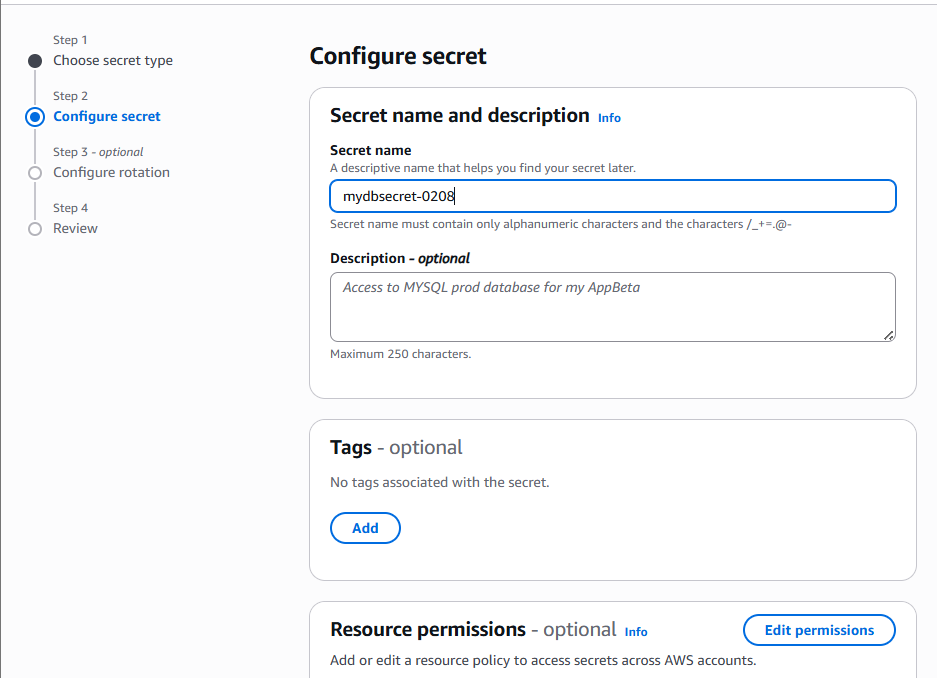 Step 1
Choose secret type
Step 2
Configure secret
Step 3 - optional
Configure rotation
Step 4
Review
Configure secret
Secret name and description Info
Secret name
A descriptive name that helps you find your secret later.
mydbsecret-0208
Secret name must contain only alphanumeric characters and the characters /_+=.@-
Description - optional
Access to MYSQL prod database for my AppBeta
Maximum 250 characters.
Tags - optional
No tags associated with the secret.
Add
Resource permissions - optional Info
Edit permissions
Add or edit a resource policy to access secrets across AWS accounts.